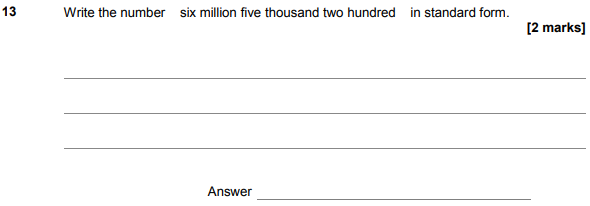 13 Write the number six million five thousand two hundred in standard form.
[2 marks]
Answer